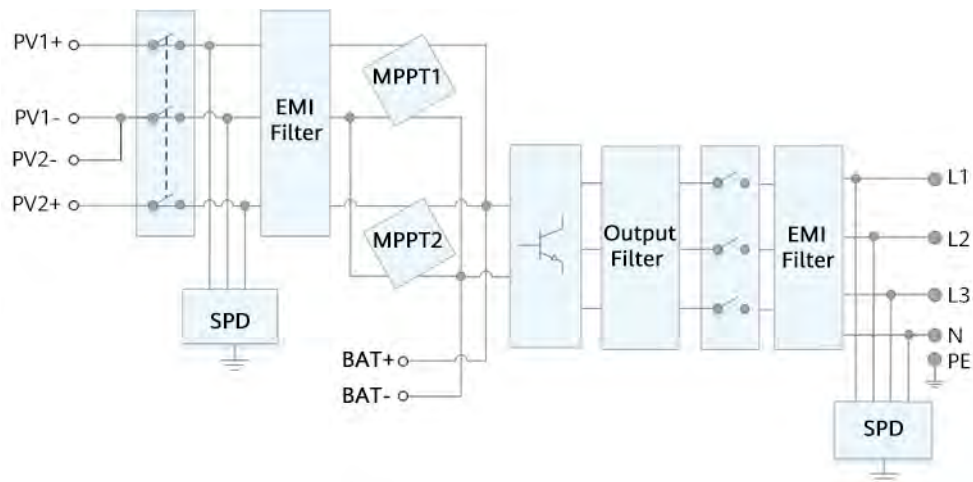 PV1+
PV1-
PV2-
PV2+
EMI
Filter
MPPT1
MPPT2
SPD
BAT+
BAT-
Output
Filter
EMI
Filter
L1
L2
L3
N
PE
SPD